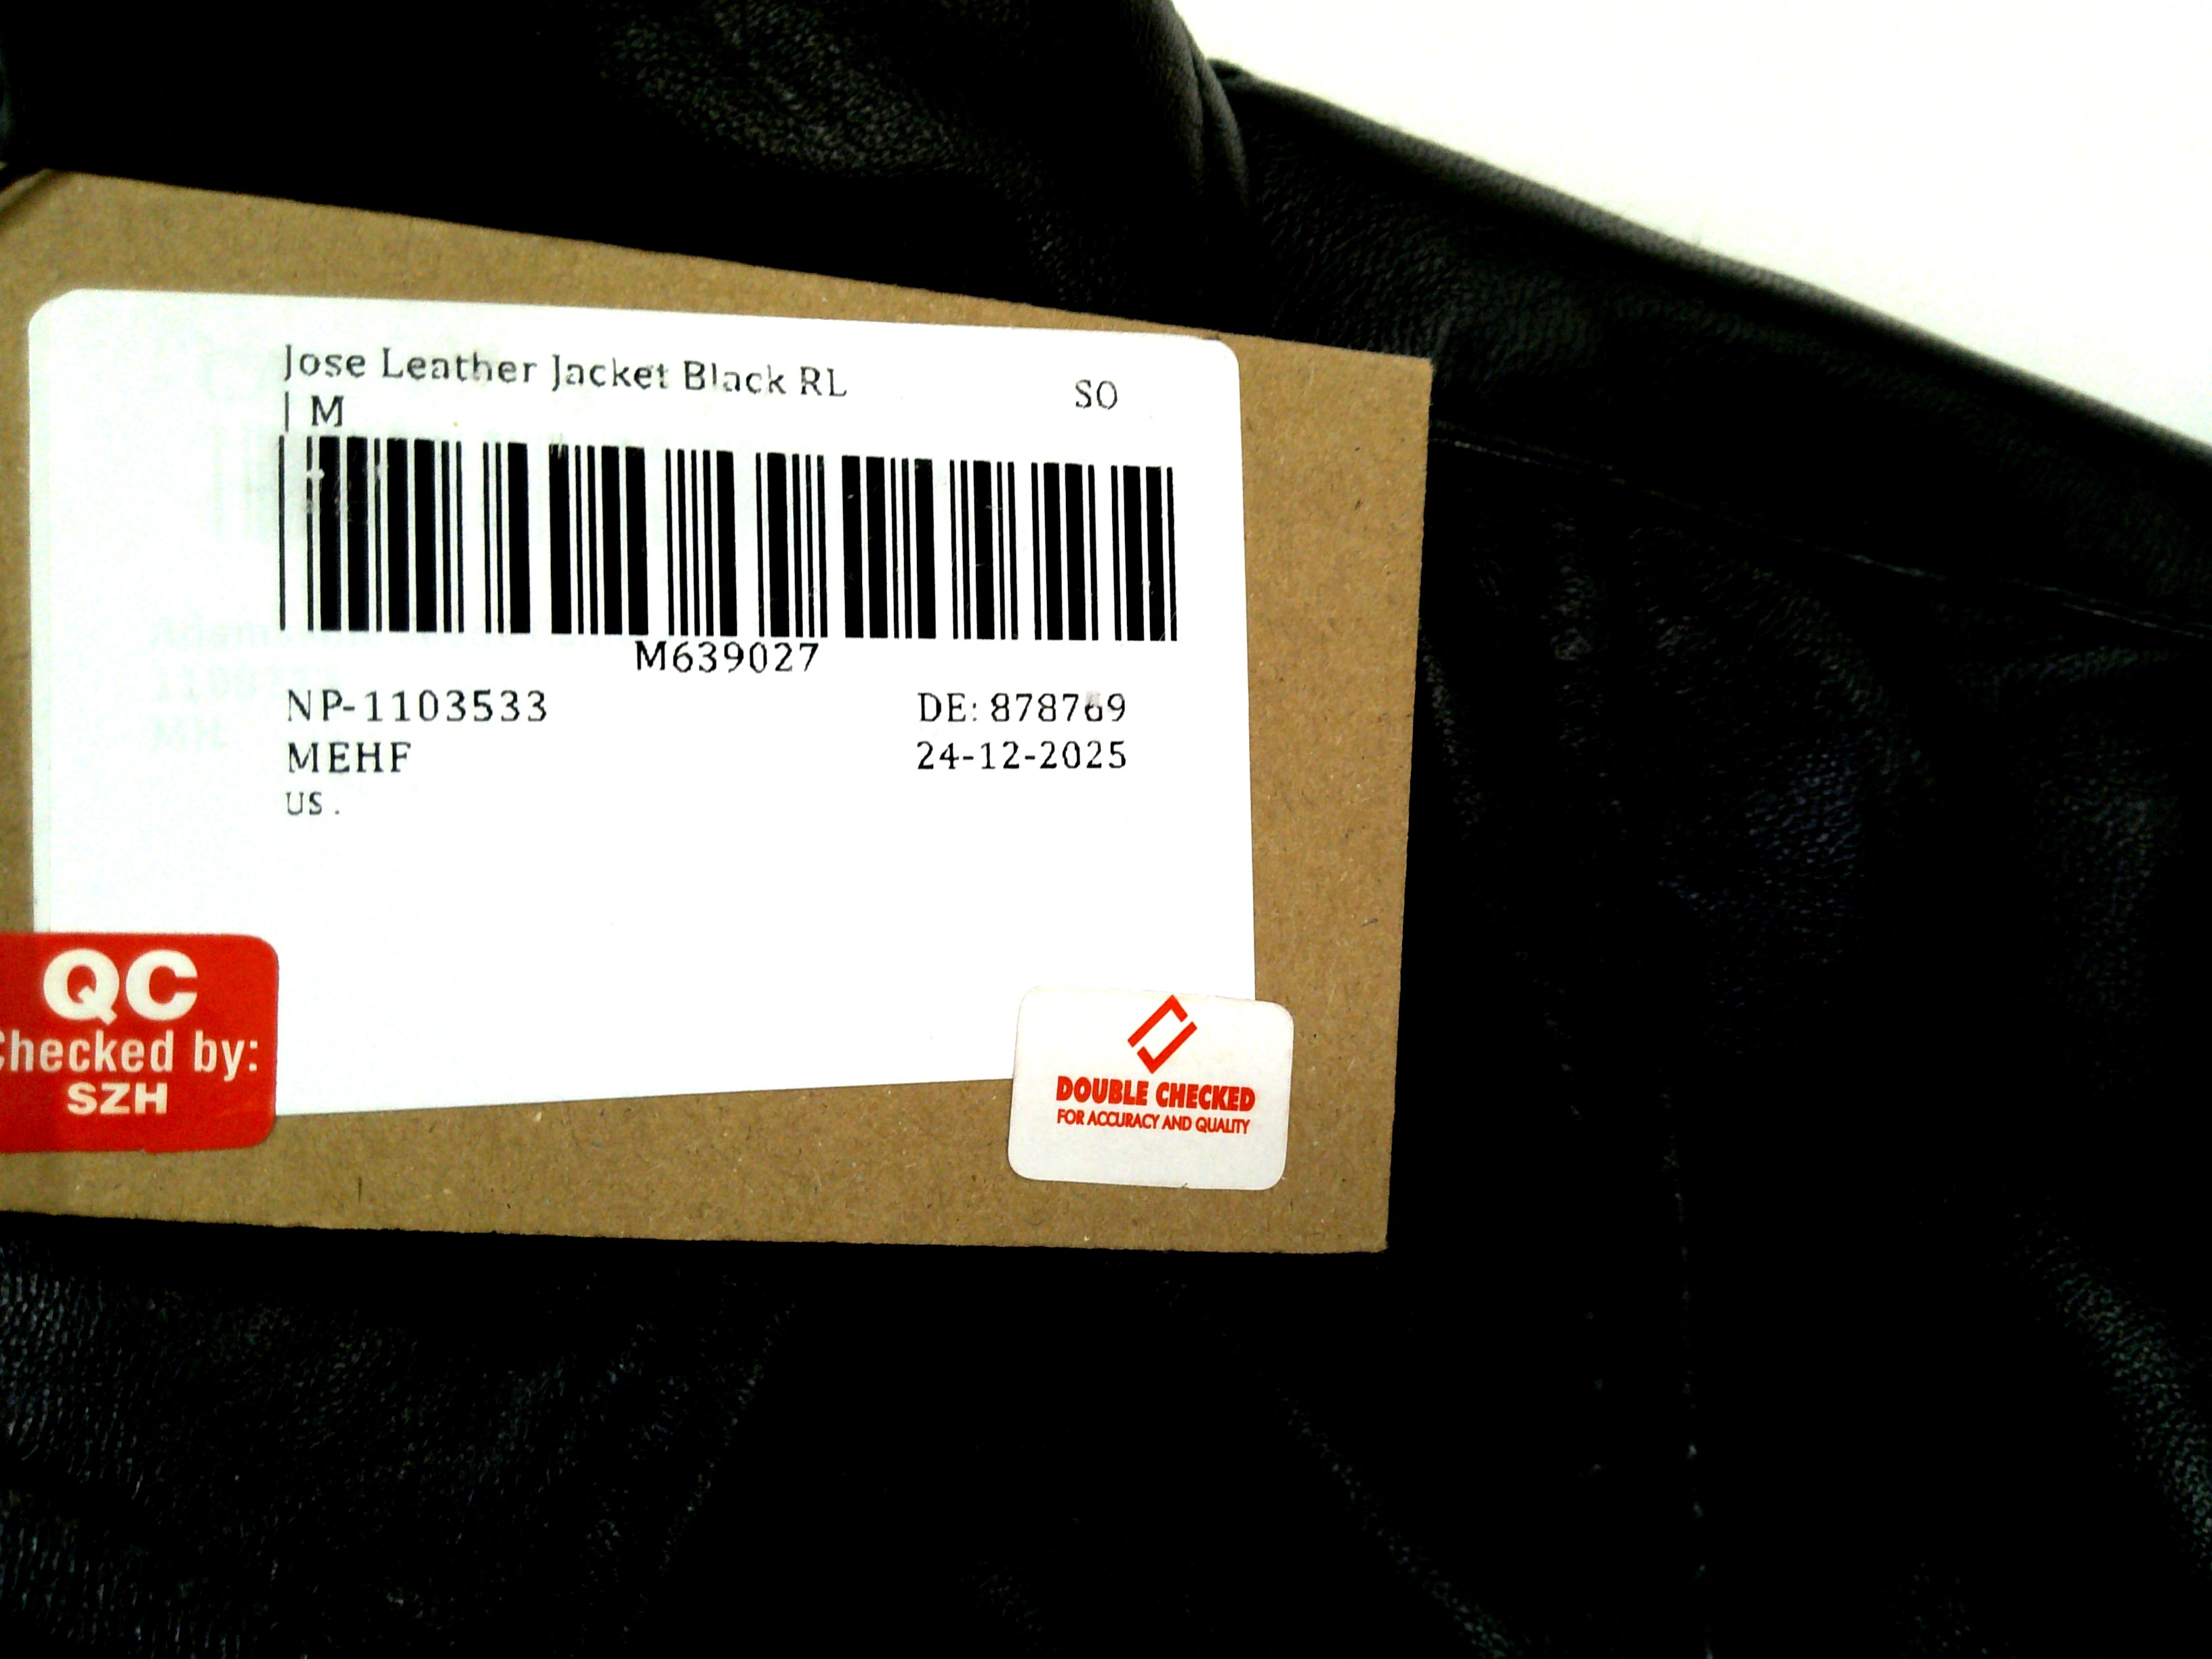 Jose Leather Jacket Black RL
| M
SO
M639027
NP-1103533
DE: 878769
MEHF
24-12-2025
US .
QC
Checked by:
SZH
DOUBLE CHECKED
FOR ACCURACY AND QUALITY